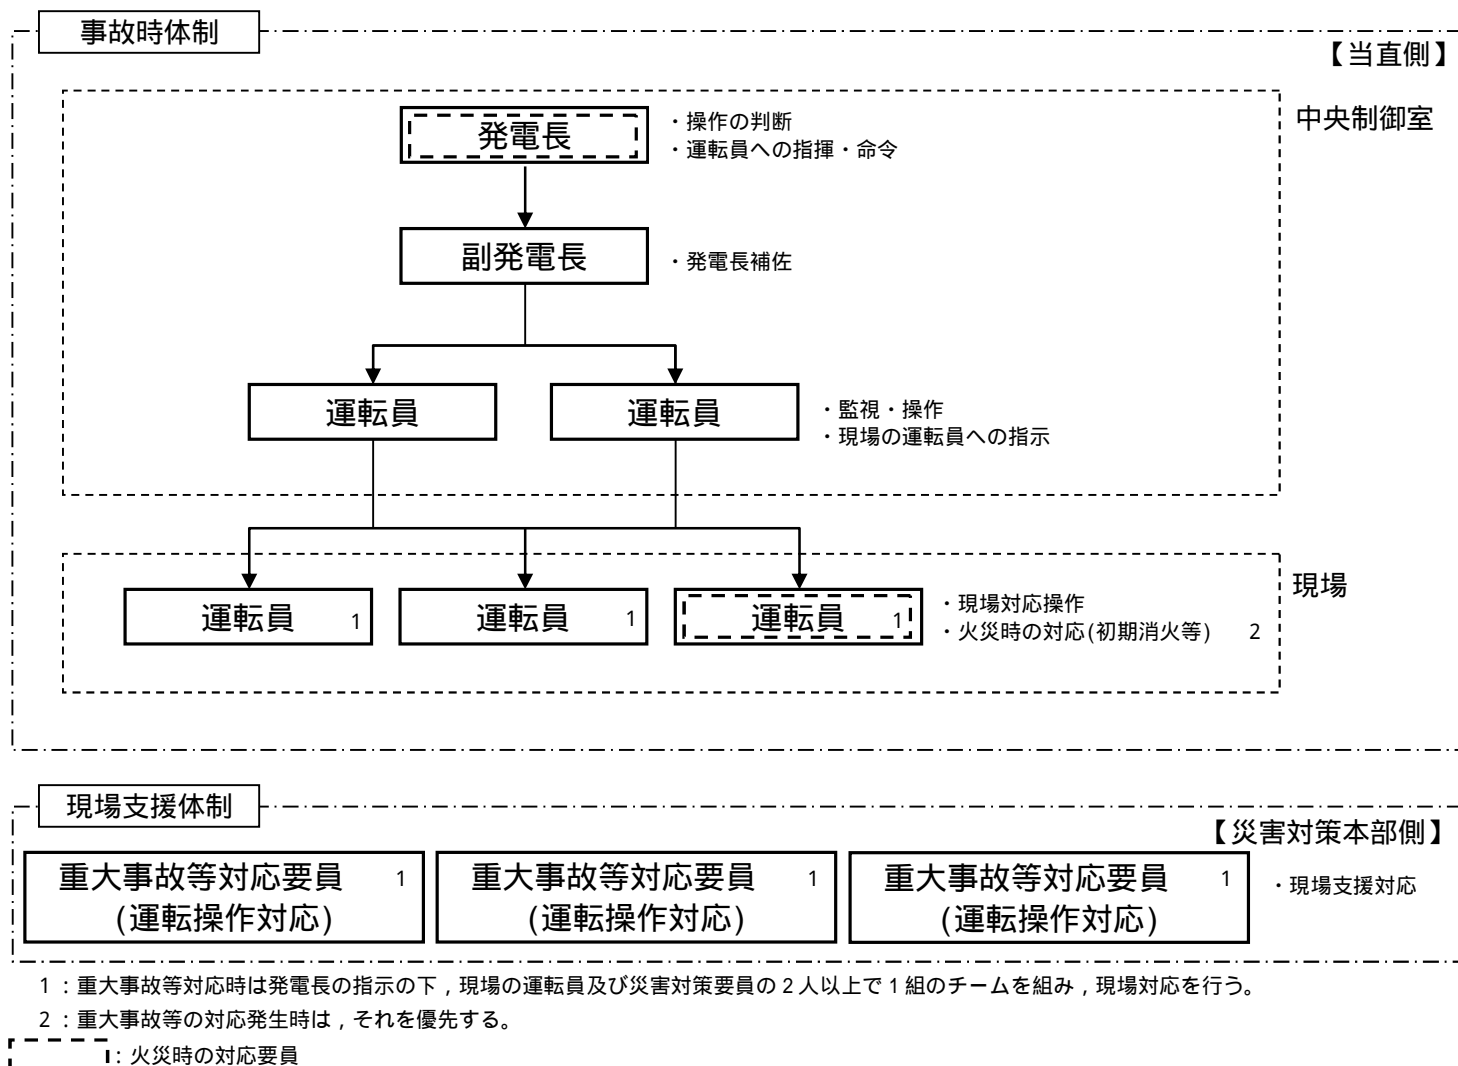 事故時体制
【当直側】
中央制御室
発電長
・操作の判断
・運転員への指揮・命令
副発電長
・発電長補佐
運転員
運転員
・監視・操作
・現場の運転員への指示
現場
運転員 1
運転員 1
運転員 1
・現場対応操作
・火災時の対応(初期消火等) 2
現場支援体制
【災害対策本部側】
重大事故等対応要員 1
(運転操作対応)
重大事故等対応要員 1
(運転操作対応)
重大事故等対応要員 1
(運転操作対応)
・現場支援対応
1：重大事故等対応時は発電長の指示の下，現場の運転員及び災害対策要員の２人以上で１組のチームを組み，現場対応を行う。
2：重大事故等の対応発生時は，それを優先する。
：火災時の対応要員